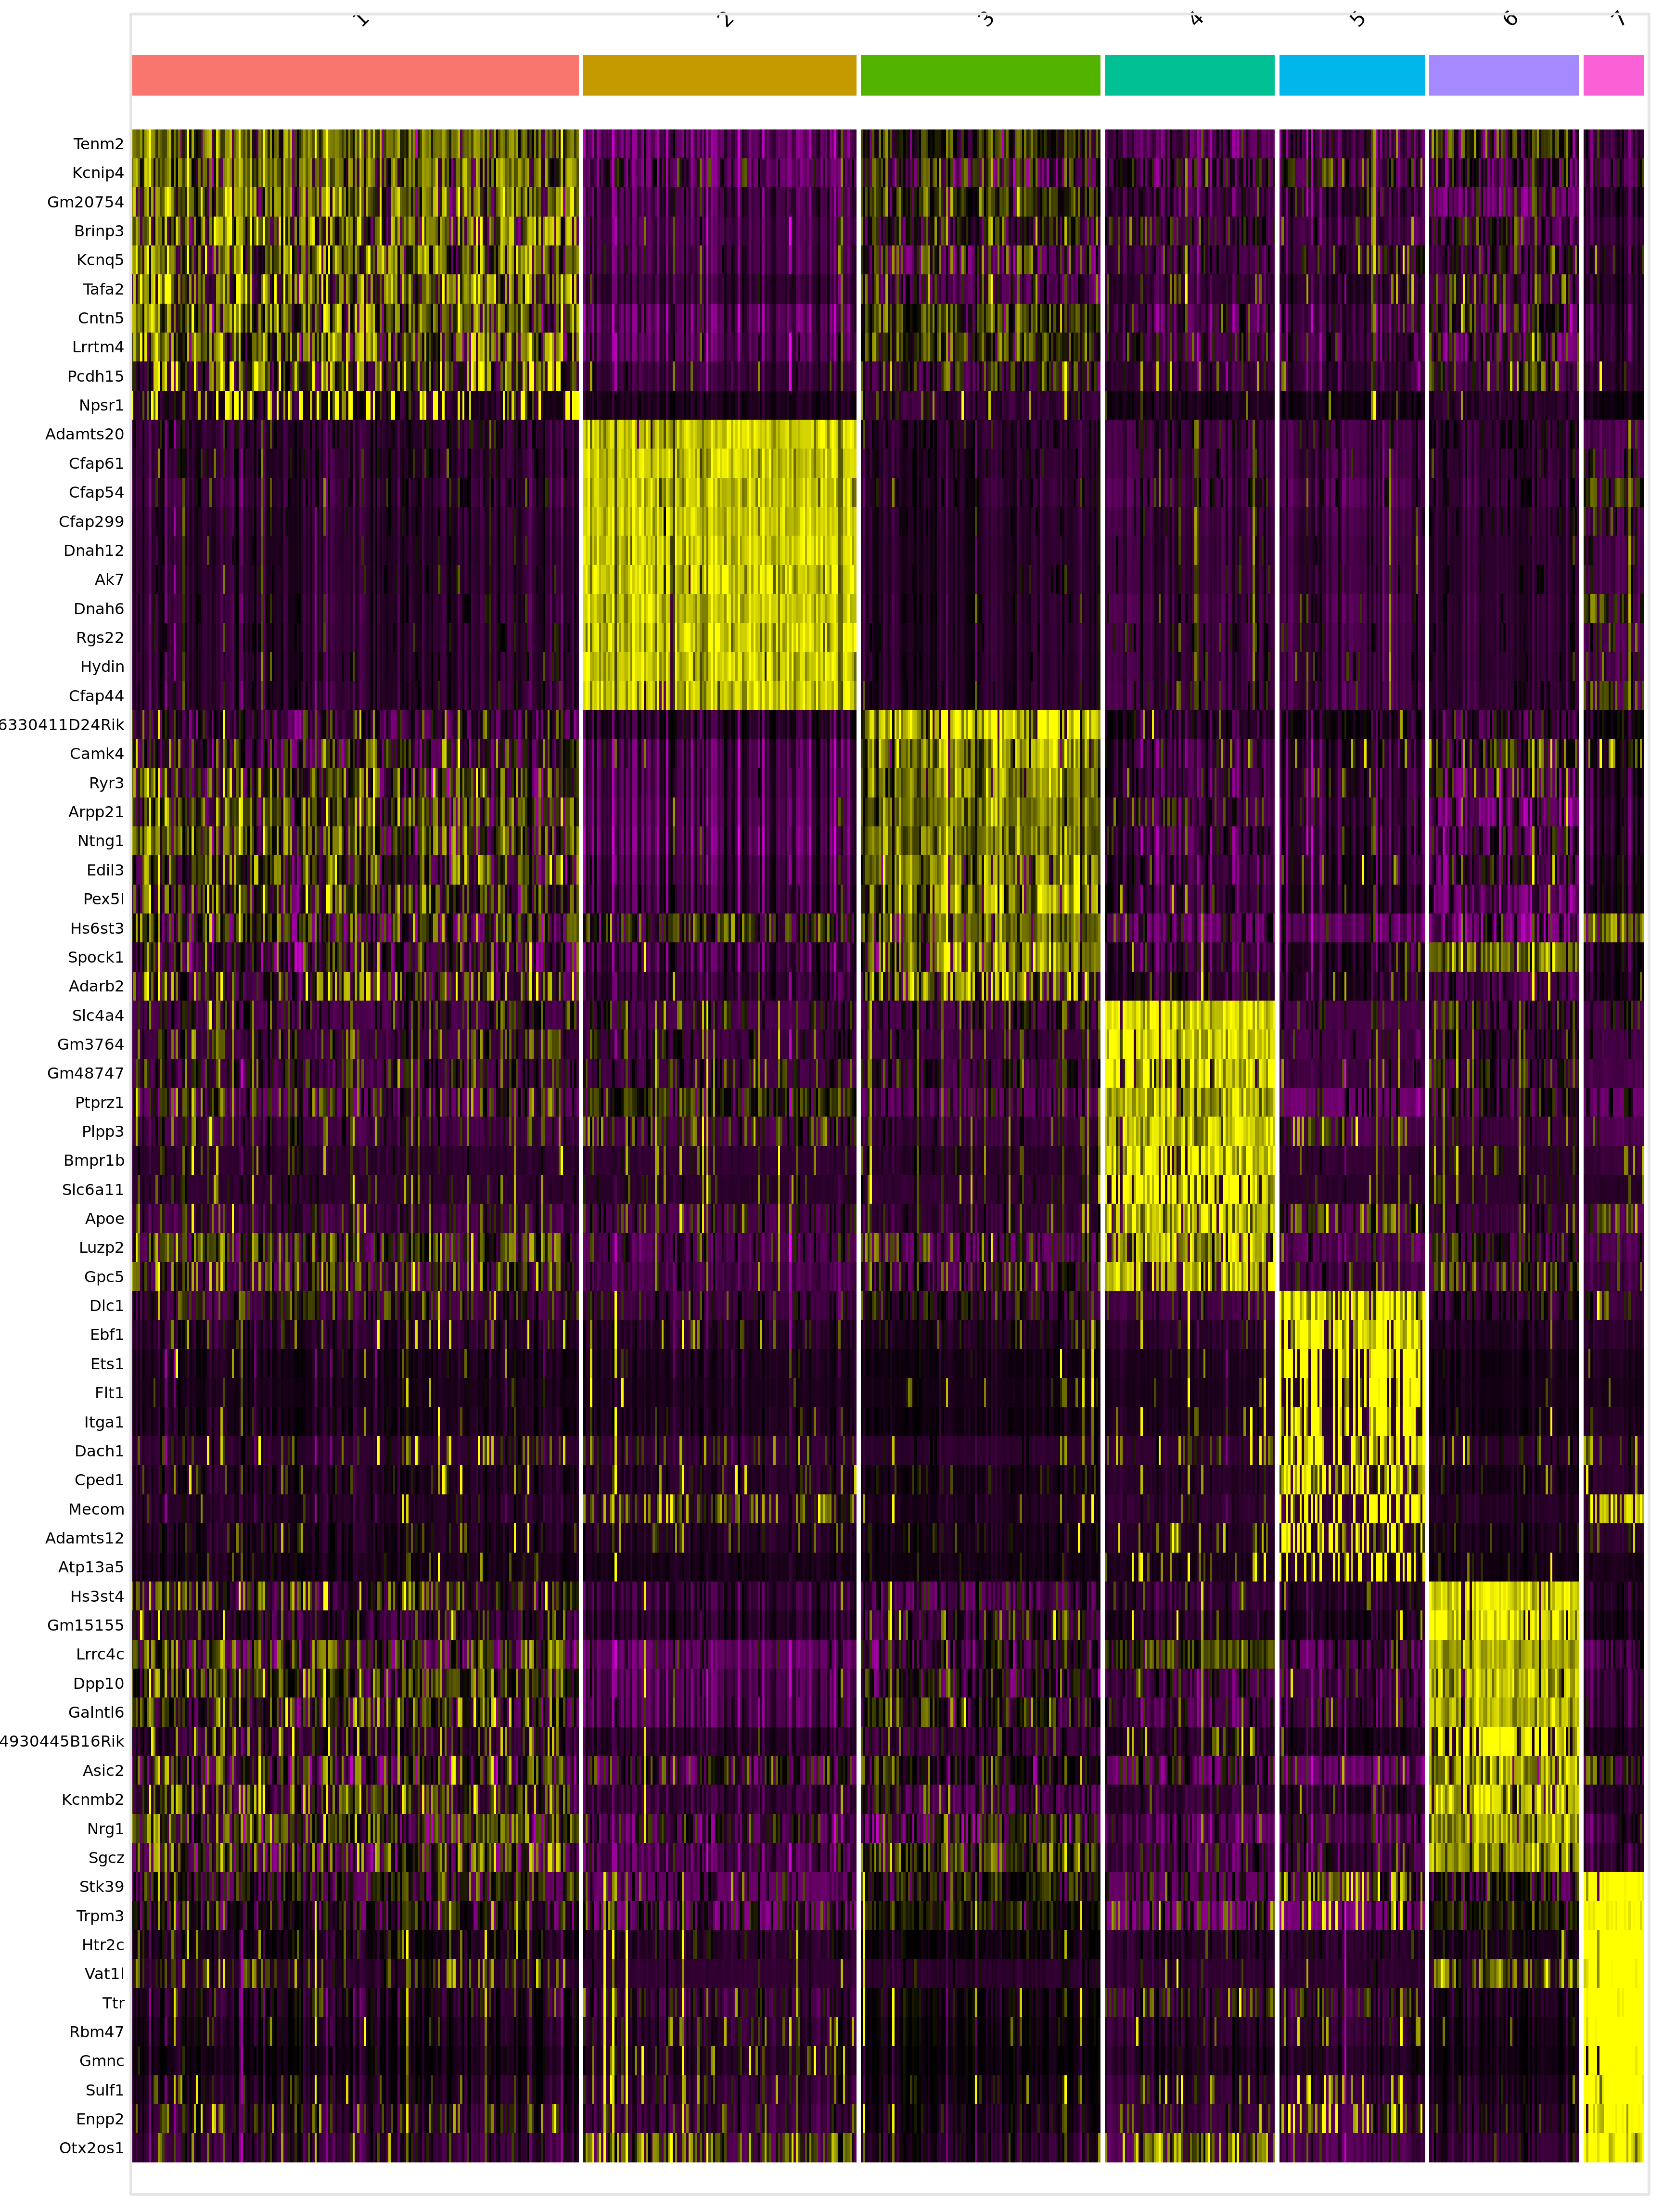 1 2 3 4 5 6 7
Tenm2
Kcnip4
Gm20754
Brinp3
Kcnq5
Tafa2
Cntn5
Lrrtm4
Pcdh15
Npsr1
Adamts20
Cfap61
Cfap54
Cfap299
Dnah12
Ak7
Dnah6
Rgs22
Hydin
Cfap44
6330411D24Rik
Camk4
Ryr3
Arpp21
Ntng1
Edil3
Pex5l
Hs6st3
Spock1
Adarb2
Slc4a4
Gm3764
Gm48747
Ptprz1
Plpp3
Bmpr1b
Slc6a11
Apoe
Luzp2
Gpc5
Dlc1
Ebf1
Ets1
Flt1
Itga1
Dach1
Cped1
Mecom
Adamts12
Atp13a5
Hs3st4
Gm15155
Lrrc4c
Dpp10
Galntl6
4930445B16Rik
Asic2
Kcnmb2
Nrg1
Sgcz
Stk39
Trpm3
Htr2c
Vat1l
Ttr
Rbm47
Gmnc
Sulf1
Enpp2
Otx2os1